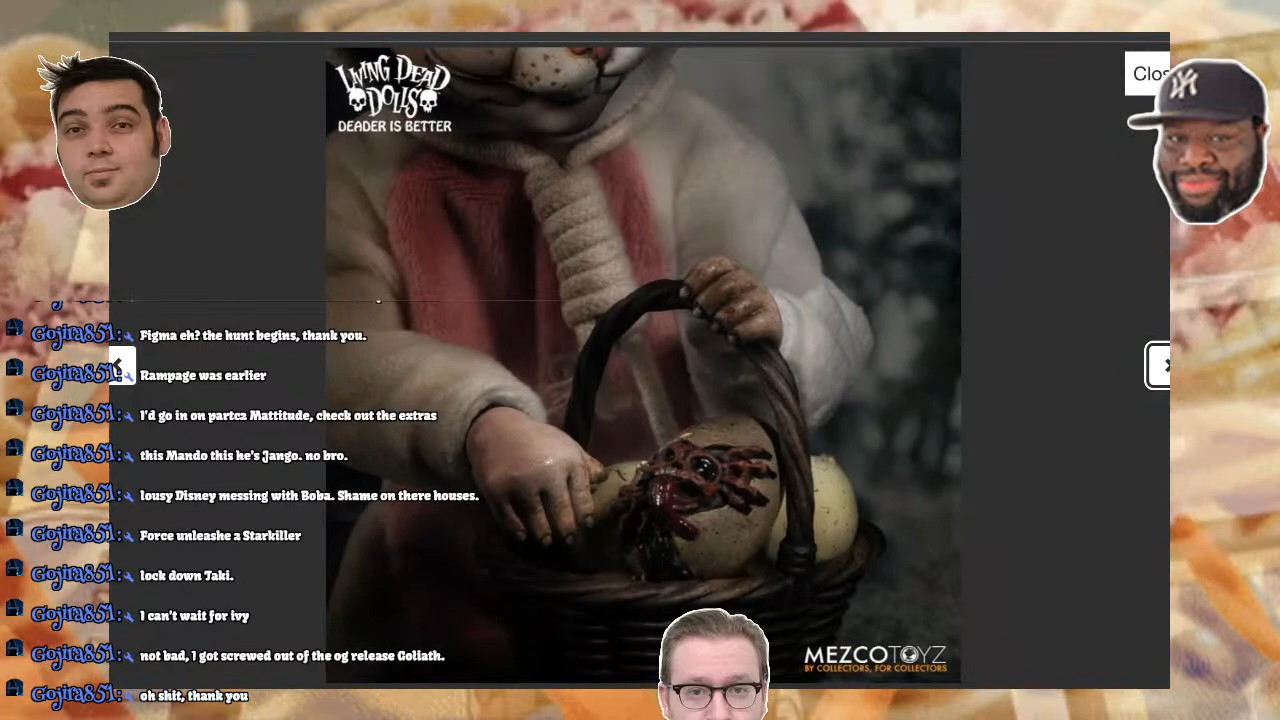 LIVING DEAD
DOLLS
DEADER IS BETTER
Clos
NY
Gojira851: Figma eh? the hunt begins, thank you.
Gojira851: Rampage was earlier
Gojira851: I'd go in on partcz Mattitude, check out the extras
Gojira851: this Mando this he's Jango. no bro.
Gojira851: lousy Disney messing with Boba. Shame on there houses.
Gojira851: Force unleashe a Starkiller
Gojira851: lock down Taki.
Gojira851: I can't wait for ivy
Gojira851: not bad, I got screwed out of the og release Goliath.
Gojira851: oh shit, thank you
MEZCOTOYZ
BY COLLECTORS, FOR COLLECTORS